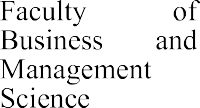 Faculty of
Business and
Management
Science